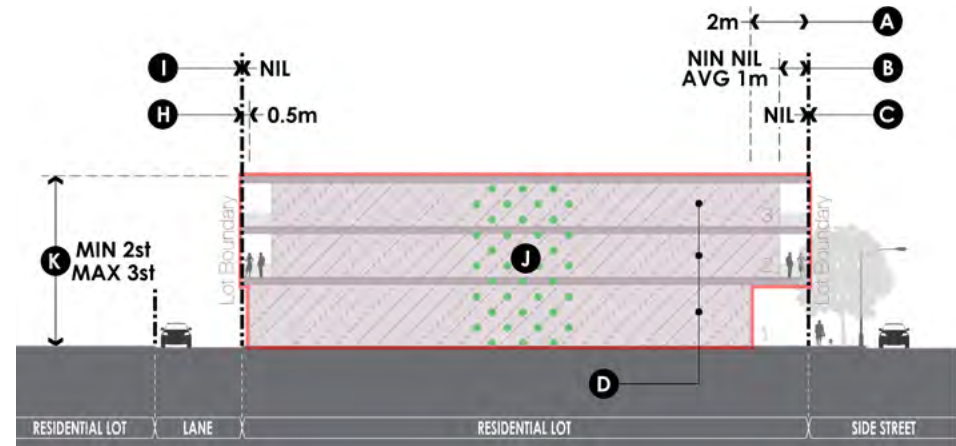 2m A
I NIL NIN NIL AVG 1m B
H 0.5m NIL C
K MIN 2st
MAX 3st
Lot Boundary
J
3
2
1
Lot Boundary
D
RESIDENTIAL LOT LANE RESIDENTIAL LOT SIDE STREET